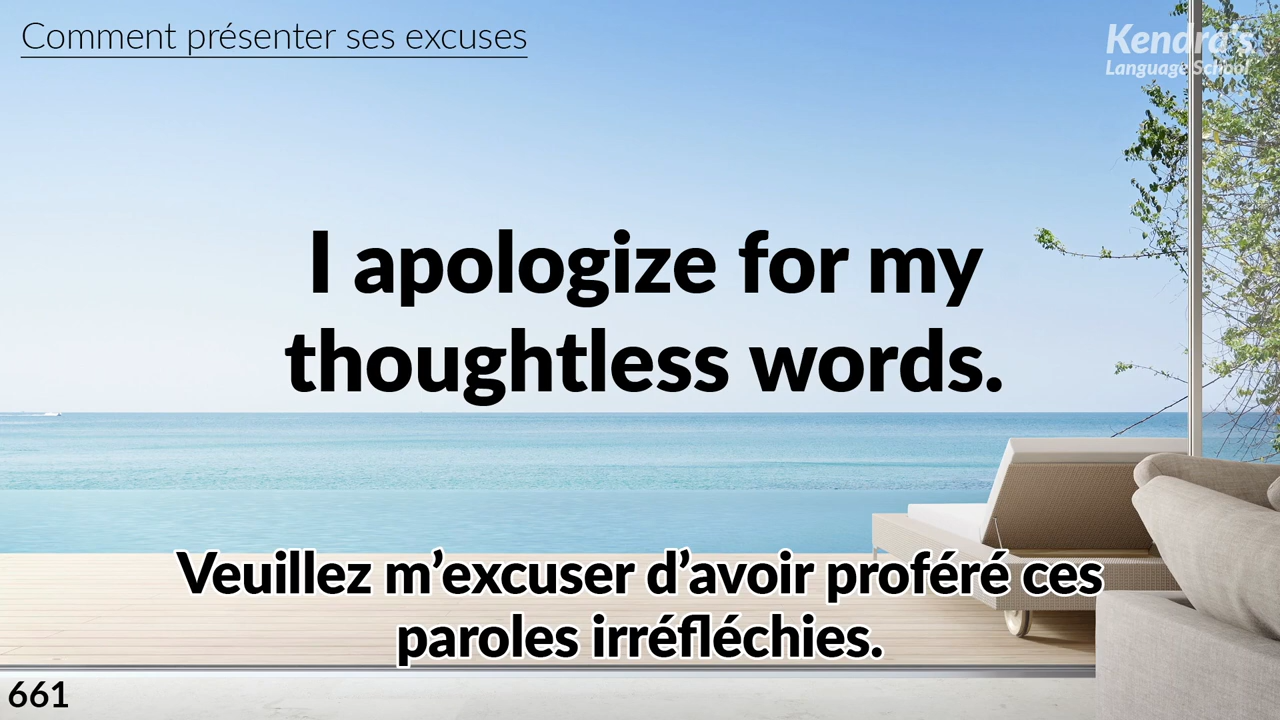 Comment présenter ses excuses
Kendra's
Language School
I apologize for my
thoughtless words.
Veuillez m’excuser d’avoir proféré ces
paroles irréfléchies.
661